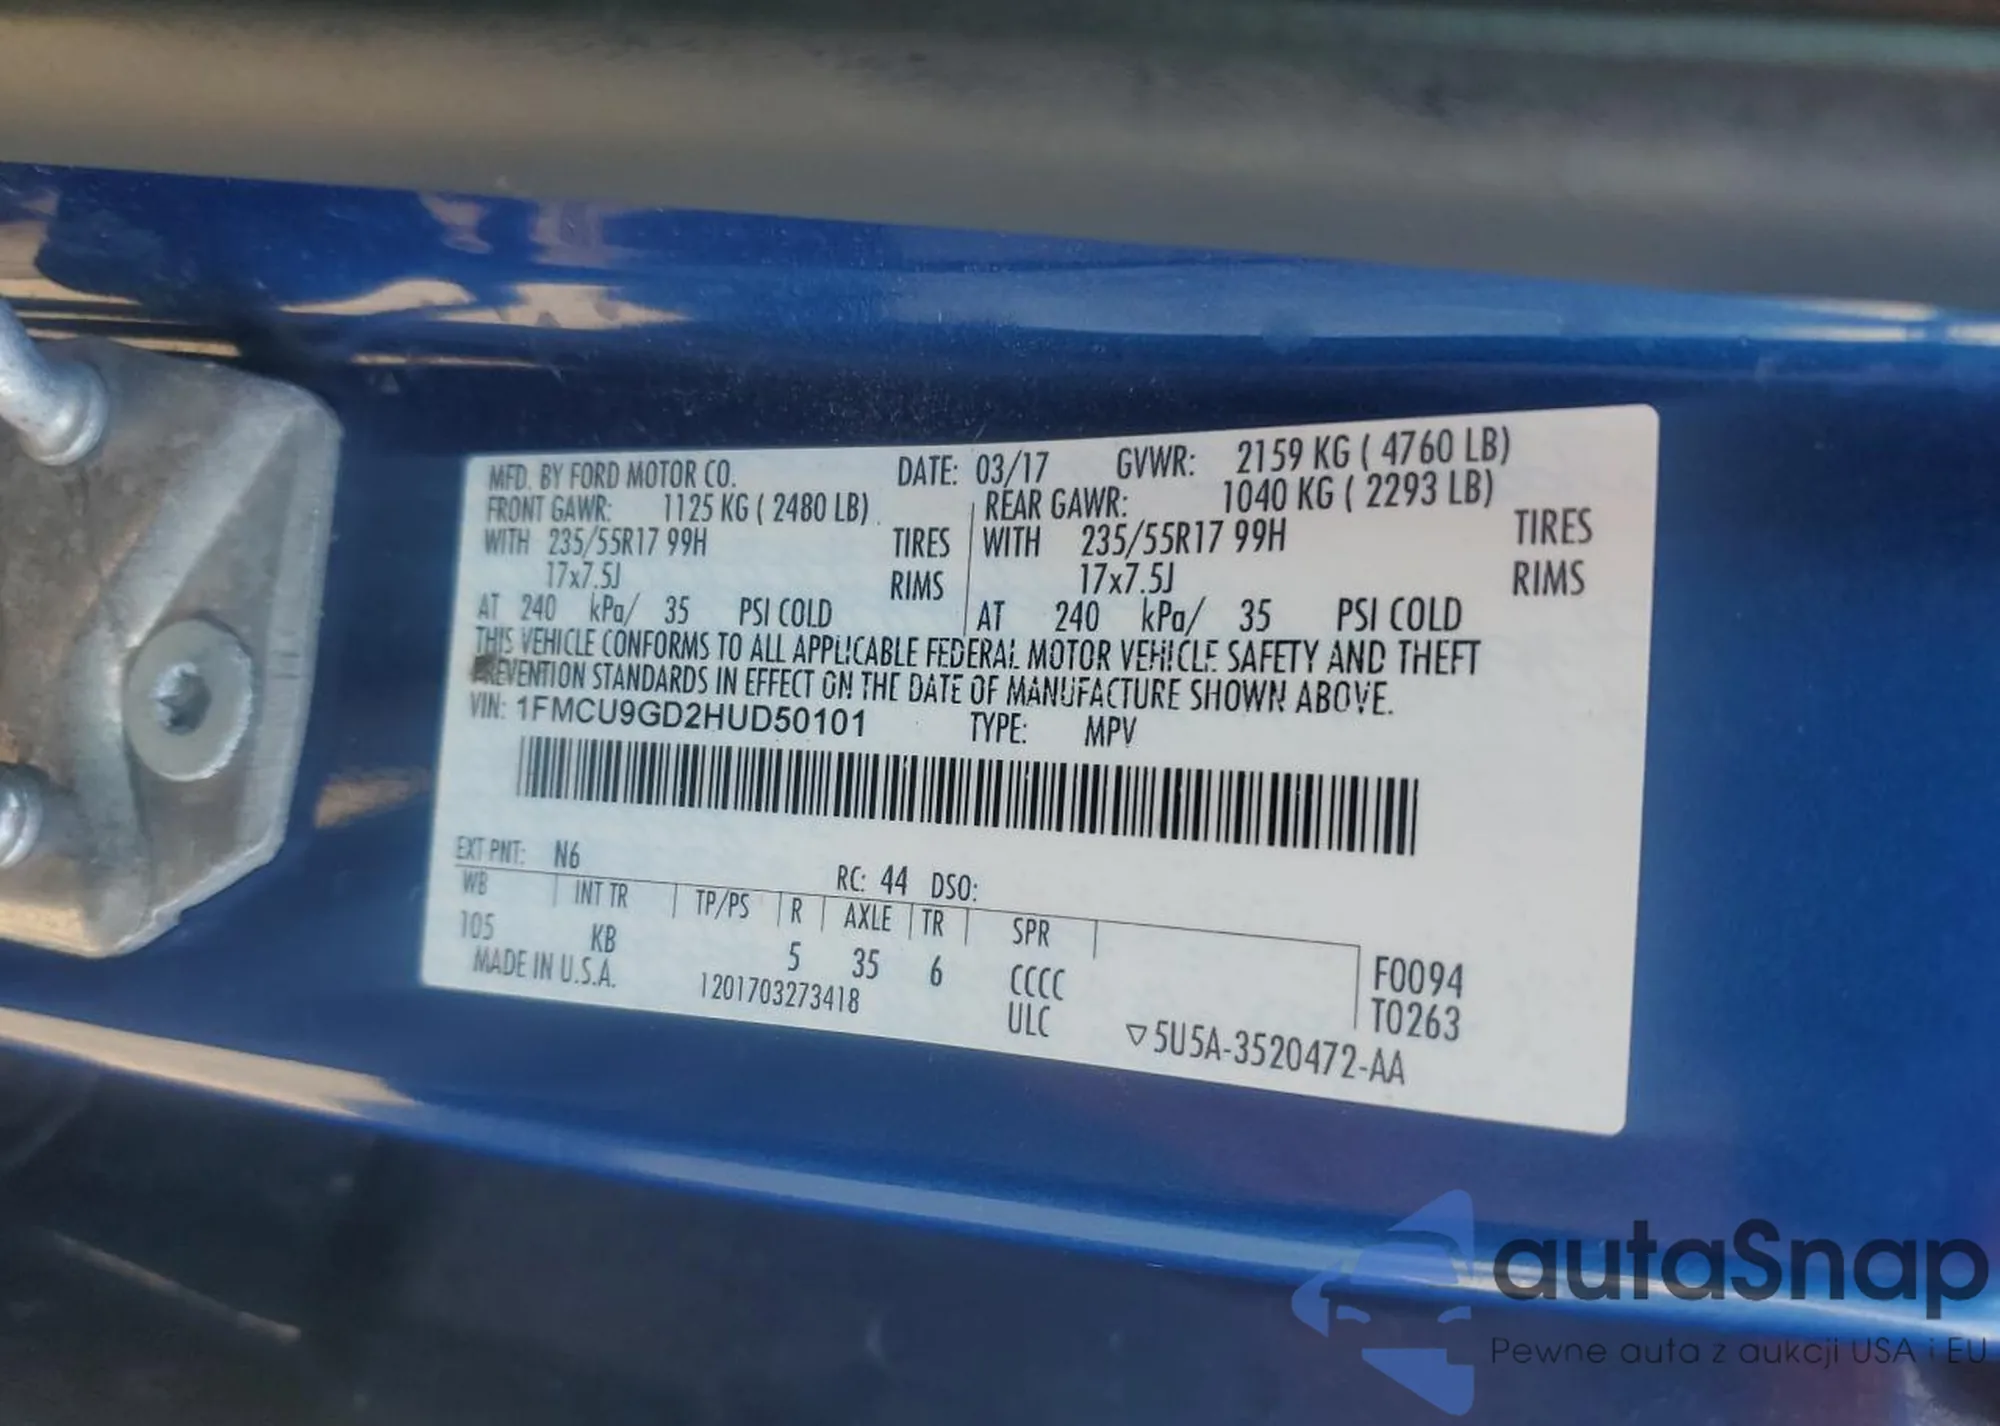 MFD. BY FORD MOTOR CO. DATE: 03/17 GVWR: 2159 KG ( 4760 LB)
FRONT GAWR: 1125 KG ( 2480 LB) REAR GAWR: 1040 KG ( 2293 LB)
WITH 235/55R17 99H TIRES WITH 235/55R17 99H TIRES
17x7.5J RIMS 17x7.5J RIMS
AT 240 kPa/ 35 PSI COLD AT 240 kPa/ 35 PSI COLD
THIS VEHICLE CONFORMS TO ALL APPLICABLE FEDERAL MOTOR VEHICLE SAFETY AND THEFT
PREVENTION STANDARDS IN EFFECT ON THE DATE OF MANUFACTURE SHOWN ABOVE.
VIN: 1FMCU9GD2HUD50101 TYPE: MPV
EXT PNT: N6 RC: 44 DSO:
WB INT TR TP/PS R AXLE TR SPR
105 KB 5 35 6 CCCC F0094
MADE IN U.S.A. 1201703273418 ULC T0263
▽5U5A-3520472-AA
autaSnap
Pewne auta z aukcji USA i EU